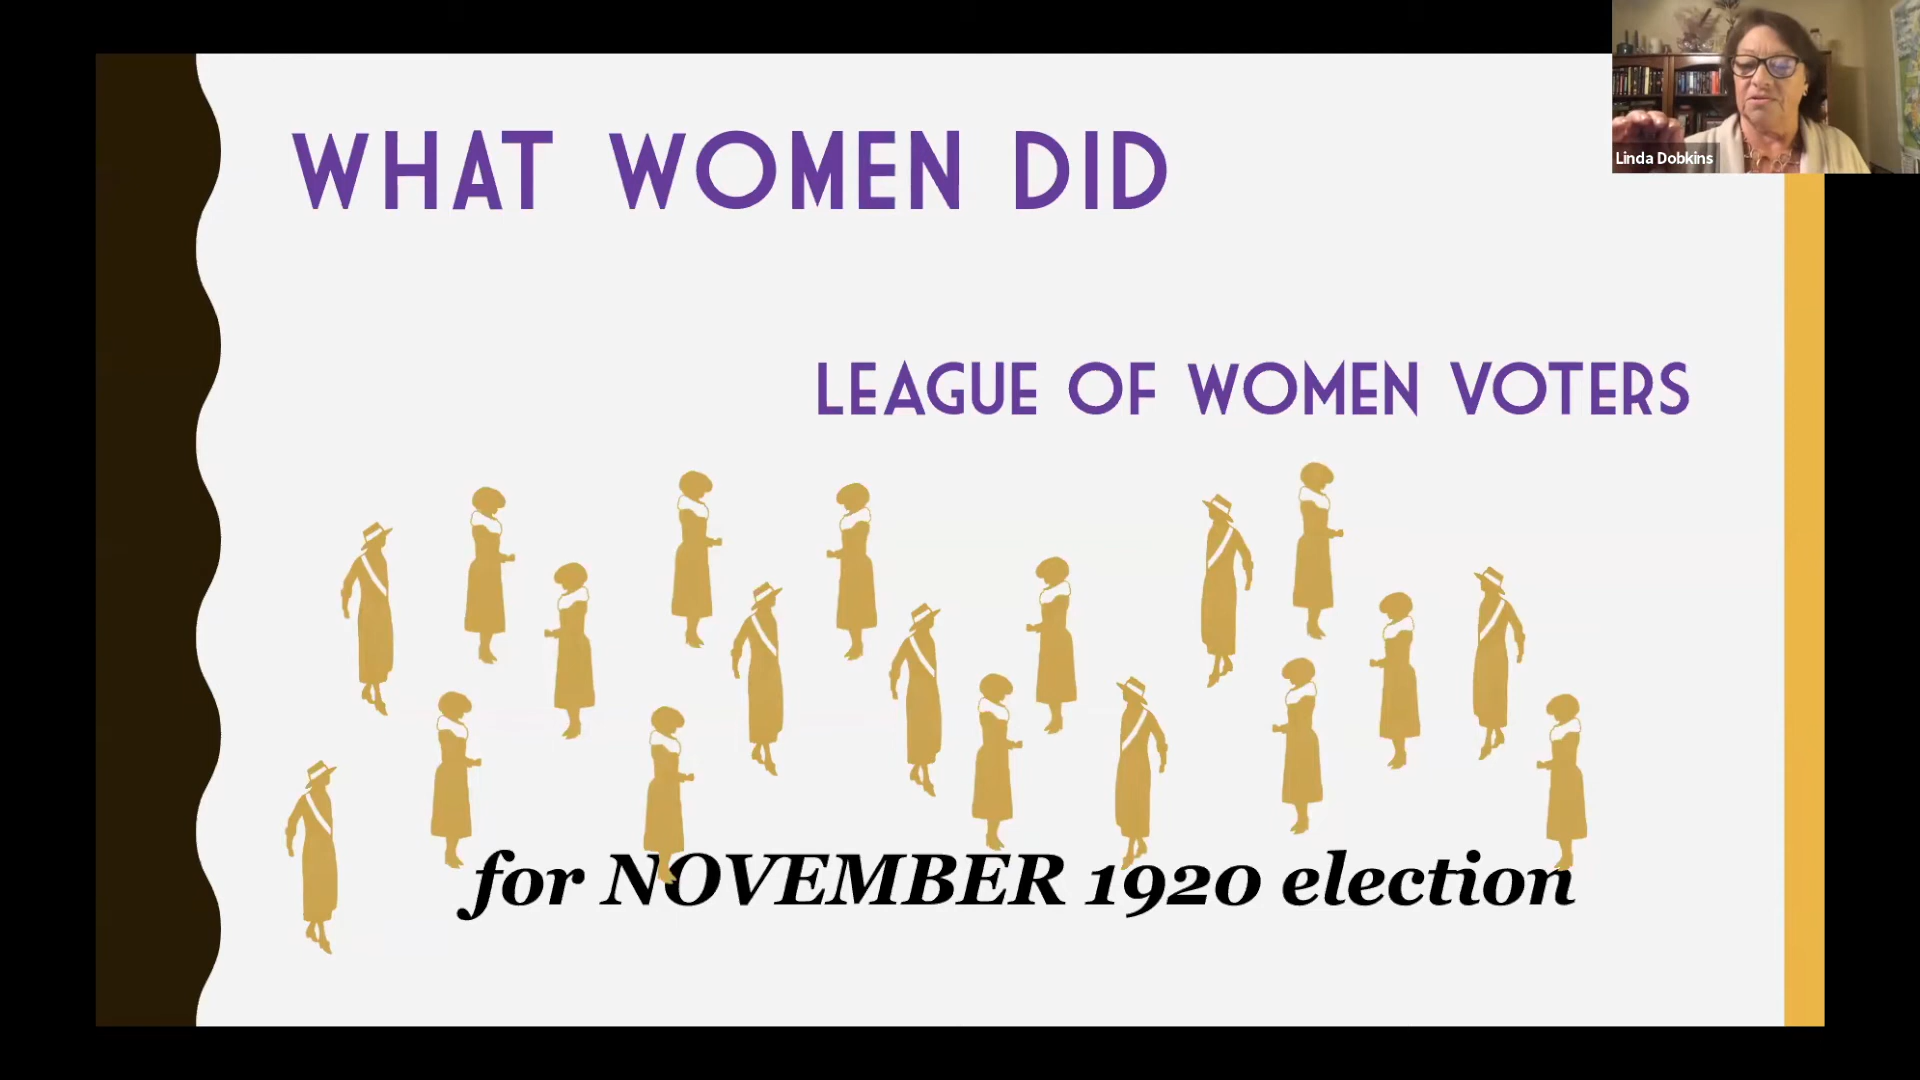 WHAT WOMEN DID
Linda Dobkins
LEAGUE OF WOMEN VOTERS
for NOVEMBER 1920 election